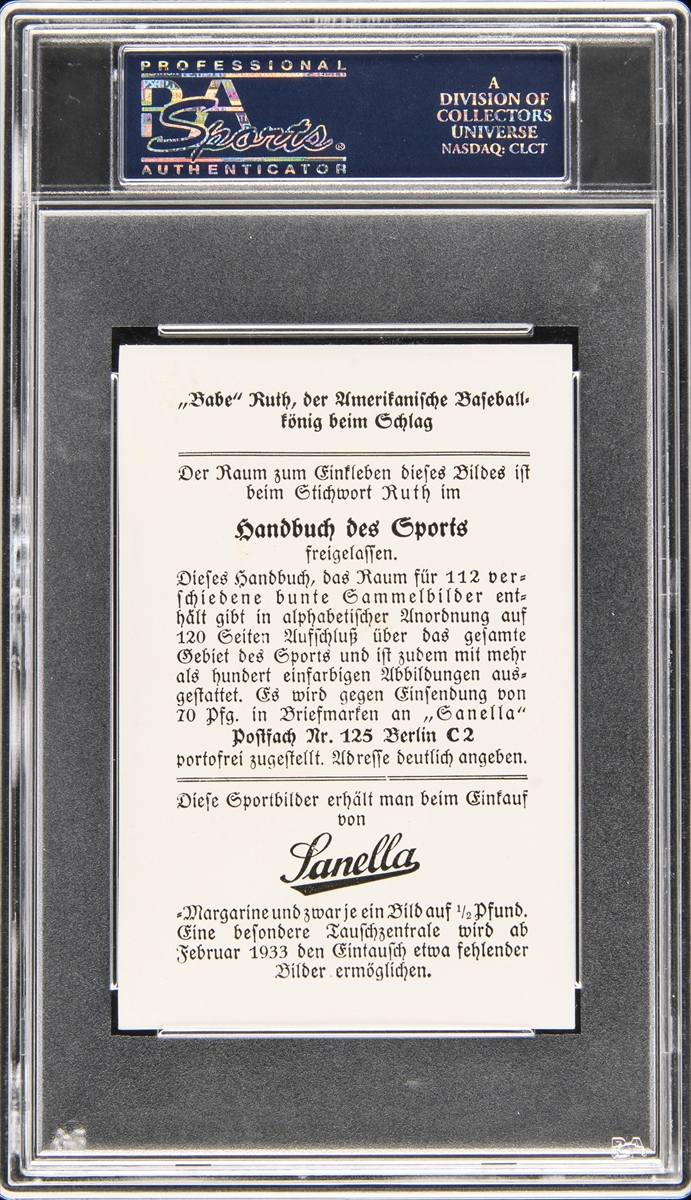 PROFESSIONAL
PSA
Sports®
AUTHENTICATOR
A
DIVISION OF
COLLECTORS
UNIVERSE
NASDAQ: CLCT
„Babe“ Ruth, der Amerikanische Baseball-
könig beim Schlag
Der Raum zum Einkleben dieses Bildes ist
beim Stichwort Ruth im
Handbuch des Sports
freigelassen.
Dieses Handbuch, das Raum für 112 ver-
schiedene bunte Sammelbilder ent-
hält gibt in alphabetischer Anordnung auf
120 Seiten Aufschluß über das gesamte
Gebiet des Sports und ist zudem mit mehr
als hundert einfarbigen Abbildungen aus-
gestattet. Es wird gegen Einsendung von
70 Pfg. in Briefmarken an „Sanella“
Postfach Nr. 125 Berlin C 2
portofrei zugestellt. Adresse deutlich angeben.
Diese Sportbilder erhält man beim Einkauf
von
Sanella
-Margarine und zwar je ein Bild auf 1/2 Pfund.
Eine besondere Tauschzentrale wird ab
Februar 1933 den Eintausch etwa fehlender
Bilder ermöglichen.
PSA